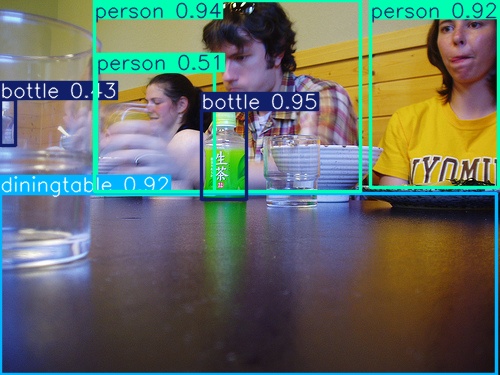 person 0.94
person 0.92
person 0.51
bottle 0.43
bottle 0.95
生茶
WYOMI
diningtable 0.92